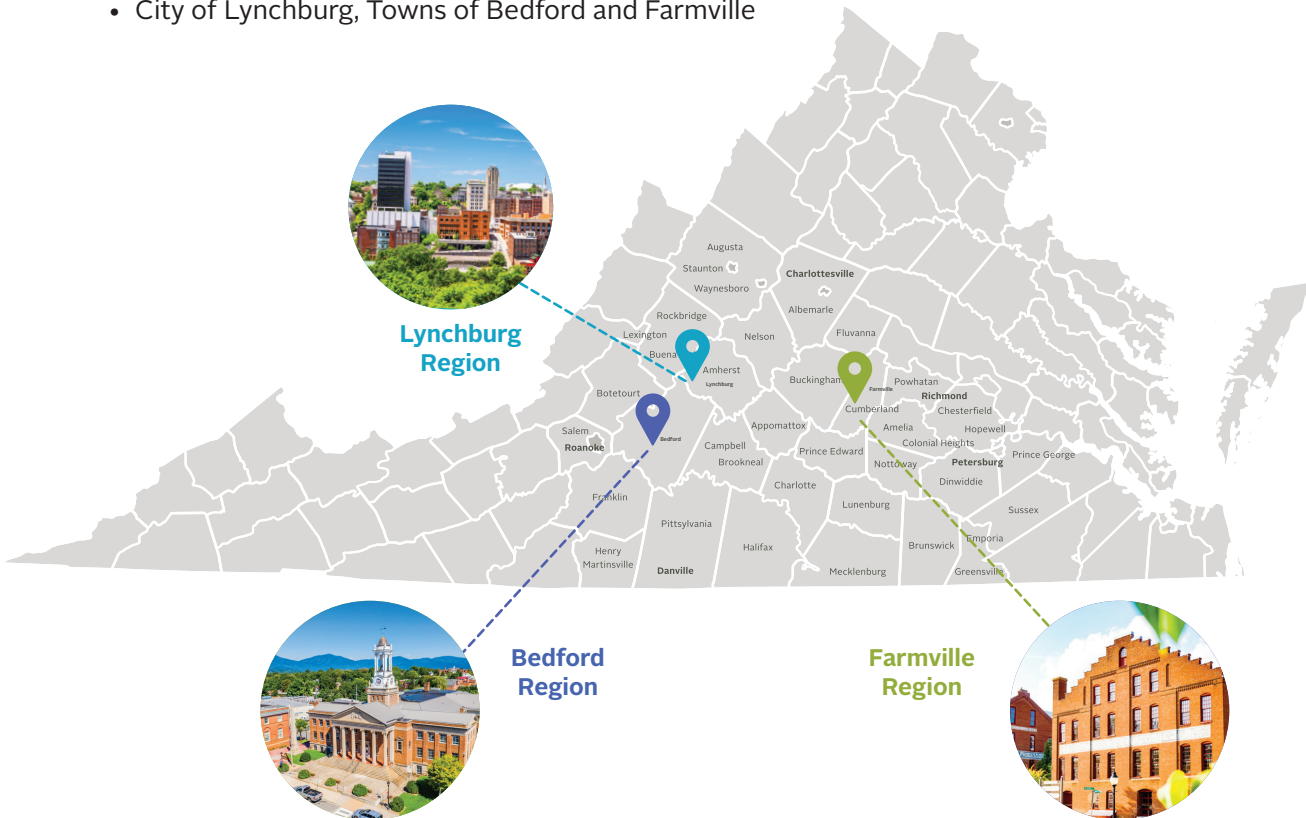 • City of Lynchburg, Towns of Bedford and Farmville
Augusta
Staunton
Charlottesville
Waynesboro
Albemarle
Rockbridge
Lynchburg
Region
Lexington
Nelson
Fluvanna
Buena
Amherst
Lynchburg
Buckingham
Farmville
Powhatan
Richmond
Botetourt
Cumberland
Chesterfield
Salem
Roanoke
Bedford
Appomattox
Amelia
Hopewell
Colonial Heights
Campbell
Brookneal
Prince Edward
Nottoway
Petersburg
Prince George
Dinwiddie
Charlotte
Franklin
Lunenburg
Sussex
Pittsylvania
Halifax
Brunswick
Emporia
Henry
Martinsville
Danville
Mecklenburg
Greensville
Bedford
Region
Farmville
Region